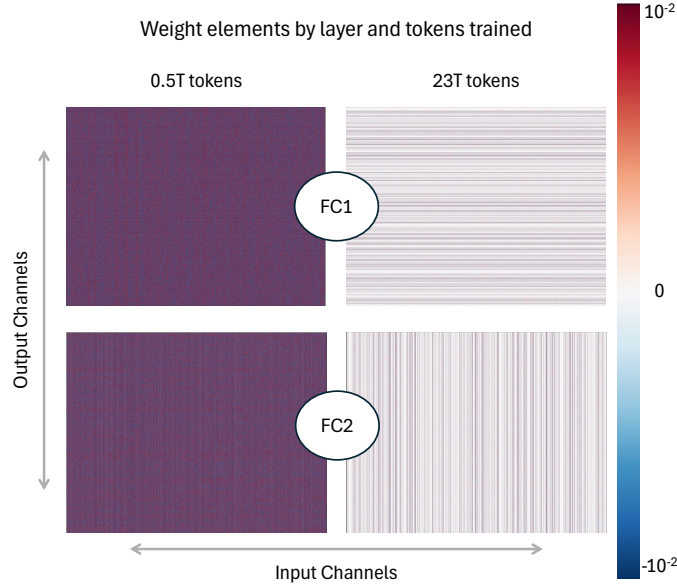 Weight elements by layer and tokens trained
10-2
0.5T tokens
23T tokens
FC1
0
Output Channels
FC2
Input Channels
-10-2